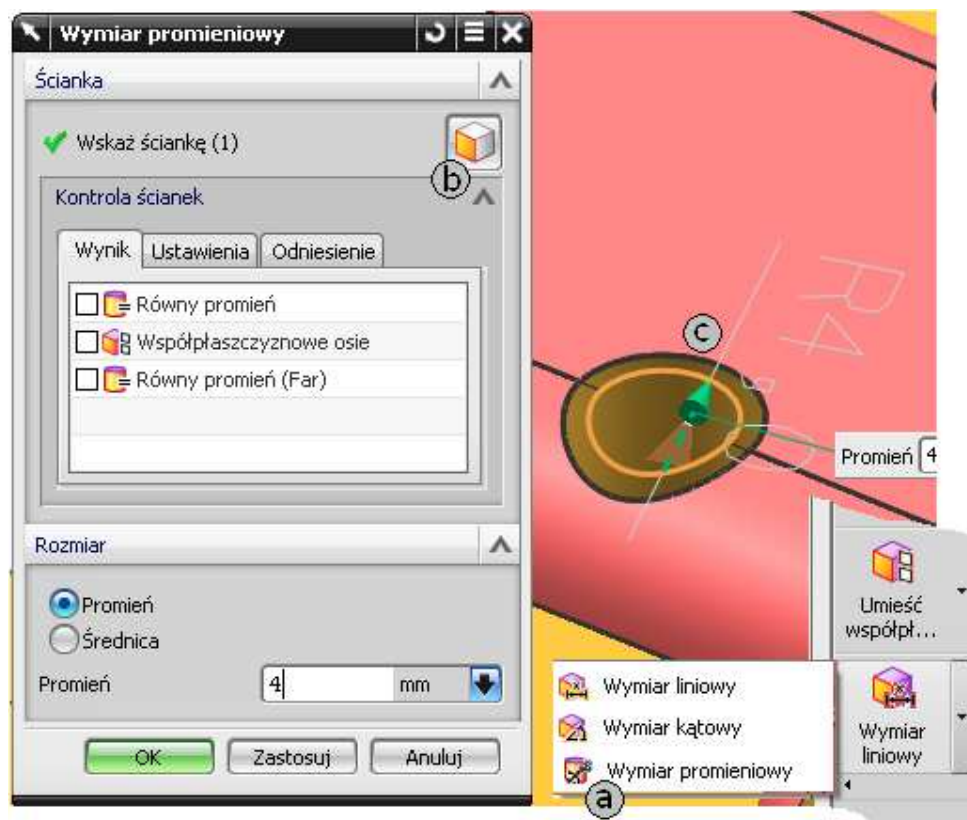 Wymiar promieniowy
Ścianka
Wskaż ściankę (1)
b
Kontrola ścianek
Wynik Ustawienia Odniesienie
Równy promień
Współpłaszczyznowe osie
Równy promień (Far)
Rozmiar
Promień
Średnica
Promień 4 mm
OK Zastosuj Anuluj
R4
c
Promień 4
Umieść
współpł...
Wymiar
liniowy
Wymiar liniowy
Wymiar kątowy
Wymiar promieniowy
a